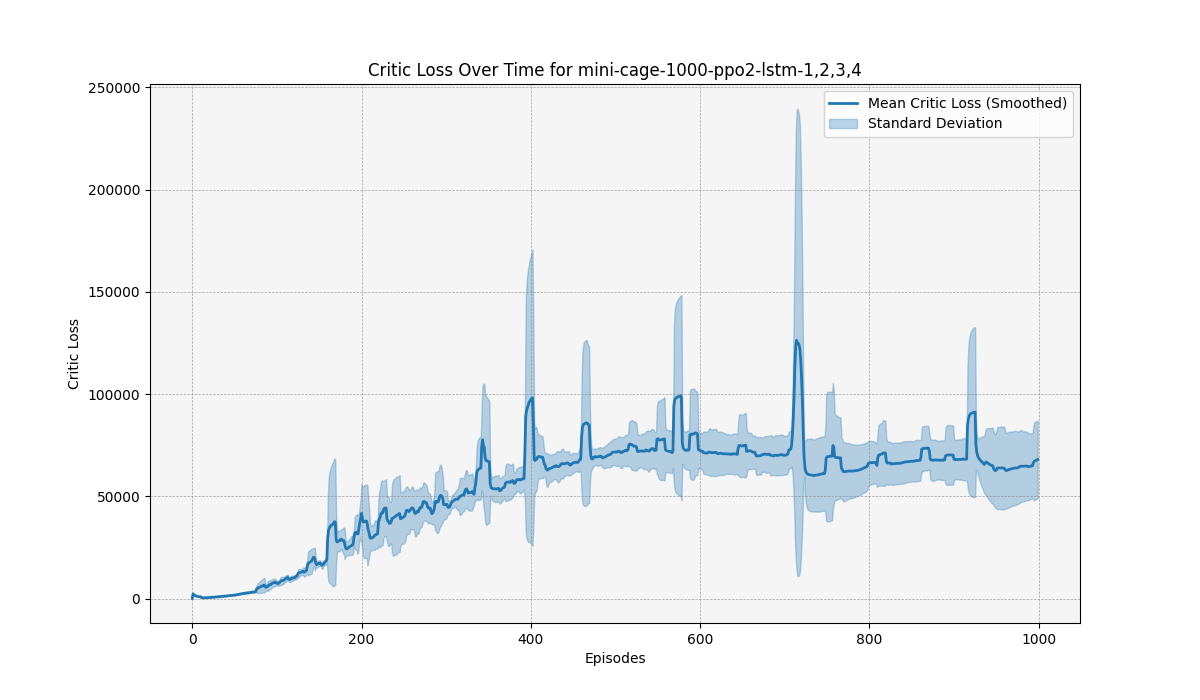 Critic Loss Over Time for mini-cage-1000-ppo2-lstm-1,2,3,4
250000
200000
150000
100000
50000
0
Critic Loss
Mean Critic Loss (Smoothed)
Standard Deviation
0 200 400 600 800 1000
Episodes